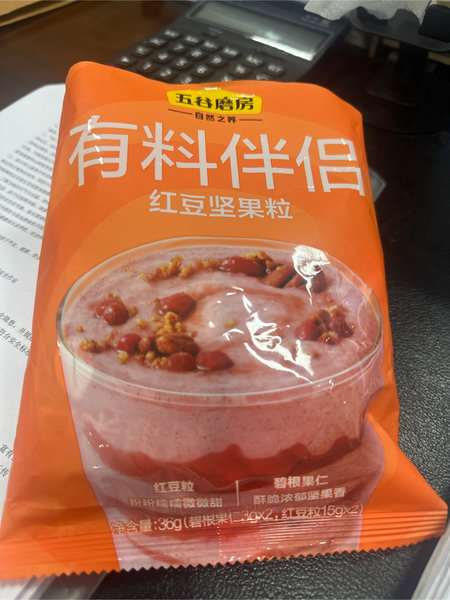 五谷磨房
自然之养
有料伴侣
红豆坚果粒
红豆粒
碧根果仁
粉粉糯糯微微甜
酥脆浓郁坚果香
净含量:36g(碧根果仁3g×2,红豆粒15g×2)